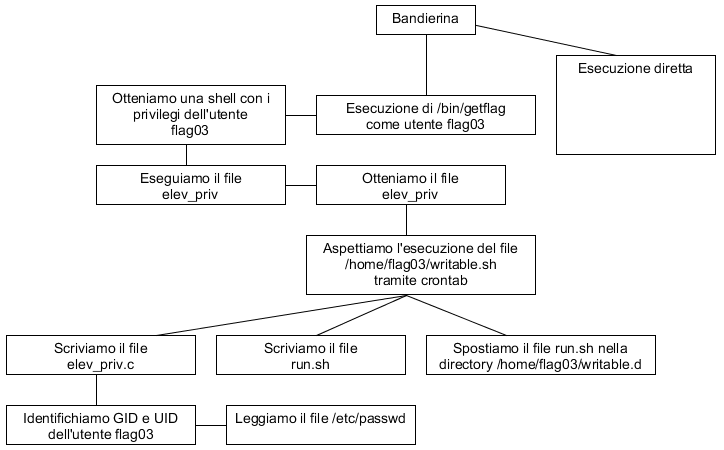 Bandierina
Esecuzione diretta
Otteniamo una shell con i
privilegi dell'utente
flag03
Esecuzione di /bin/getflag
come utente flag03
Eseguiamo il file
elev_priv
Otteniamo il file
elev_priv
Aspettiamo l'esecuzione del file
/home/flag03/writable.sh
tramite crontab
Scriviamo il file
elev_priv.c
Scriviamo il file
run.sh
Spostiamo il file run.sh nella
directory /home/flag03/writable.d
Identifichiamo GID e UID
dell'utente flag03
Leggiamo il file /etc/passwd